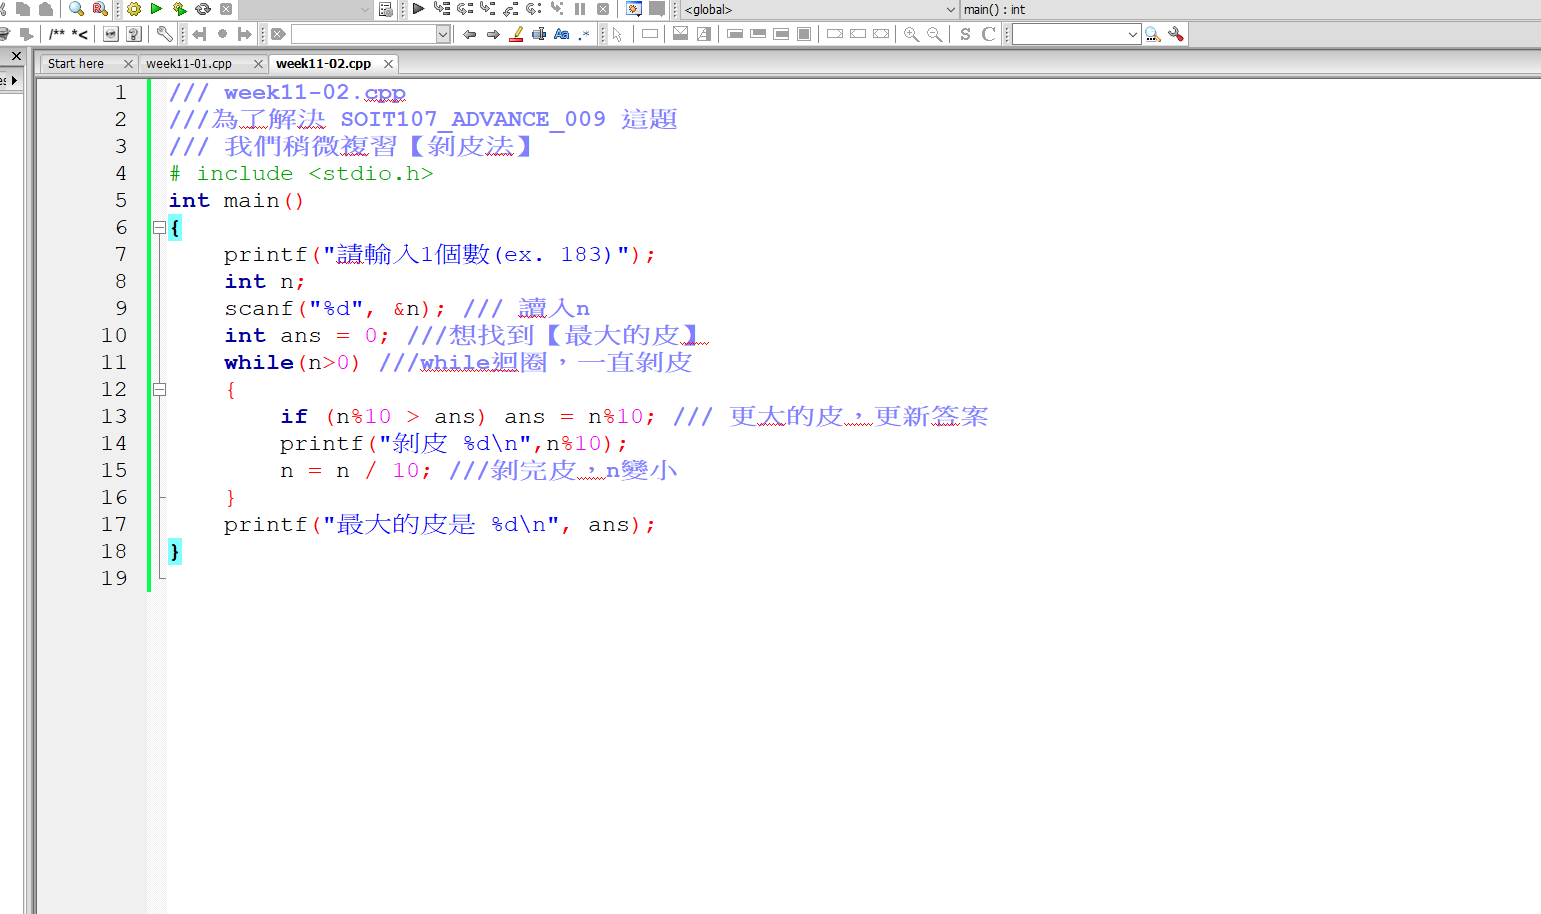 <global>
main() : int
/** *<
S C
Start here
week11-01.cpp
week11-02.cpp
1 /// week11-02.cpp
2 ///為了解決 SOIT107_ADVANCE_009 這題
3 /// 我們稍微複習【剝皮法】
4 # include <stdio.h>
5 int main()
6 {
7 printf("請輸入1個數(ex. 183)");
8 int n;
9 scanf("%d", &n); /// 讀入n
10 int ans = 0; ///想找到【最大的皮】
11 while(n>0) ///while迴圈，一直剝皮
12 {
13 if (n%10 > ans) ans = n%10; /// 更大的皮，更新答案
14 printf("剝皮 %d\n",n%10);
15 n = n / 10; ///剝完皮，n變小
16 }
17 printf("最大的皮是 %d\n", ans);
18 }
19